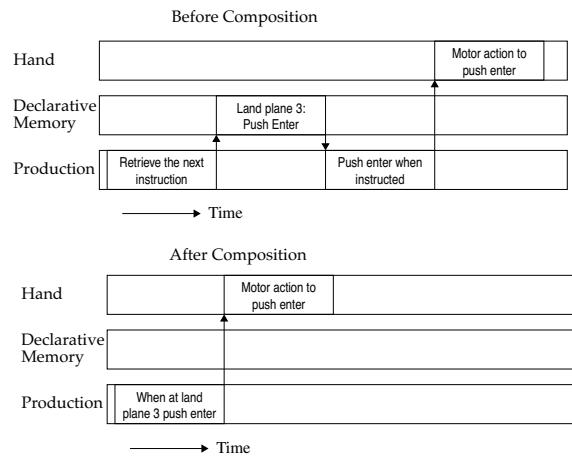 Before Composition
Hand
Motor action to
push enter
Declarative
Memory
Land plane 3:
Push Enter
Production
Retrieve the next
instruction
Push enter when
instructed
Time
After Composition
Hand
Motor action to
push enter
Declarative
Memory
Production
When at land
plane 3 push enter
Time